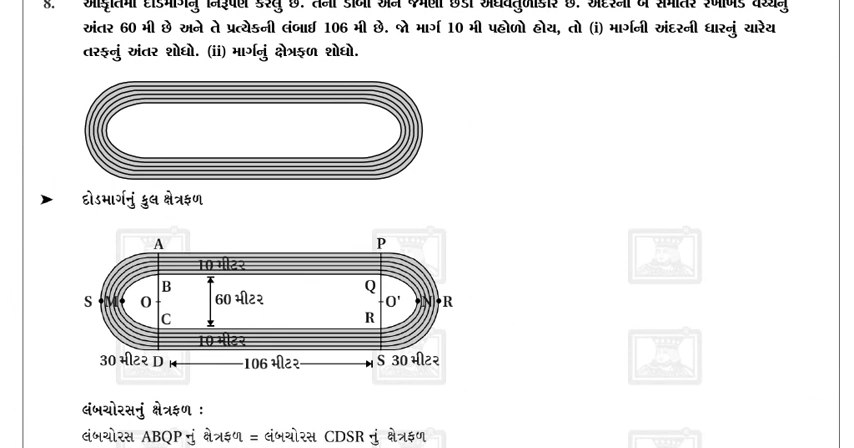 8. આકૃતિમાં દોડમાર્ગનું નિરૂપણ કરેલું છે. તેના ડાબા અને જમણા છેડા અર્ધવર્તુળાકાર છે. અંદરના બે સમાંતર રેખાખંડ વચ્ચેનું
અંતર 60 મી છે અને તે પ્રત્યેકની લંબાઈ 106 મી છે. જો માર્ગ 10 મી પહોળો હોય, તો (i) માર્ગની અંદરની ધારનું ચારેય
તરફનું અંતર શોધો. (ii) માર્ગનું ક્ષેત્રફળ શોધો.
➤ દોડમાર્ગનું કુલ ક્ષેત્રફળ
A P
10 મીટર
B Q
S M O 60 મીટર O' N R
C R
10 મીટર
30 મીટર D 106 મીટર S 30 મીટર
લંબચોરસનું ક્ષેત્રફળ :
લંબચોરસ ABQP નું ક્ષેત્રફળ = લંબચોરસ CDSR નું ક્ષેત્રફળ